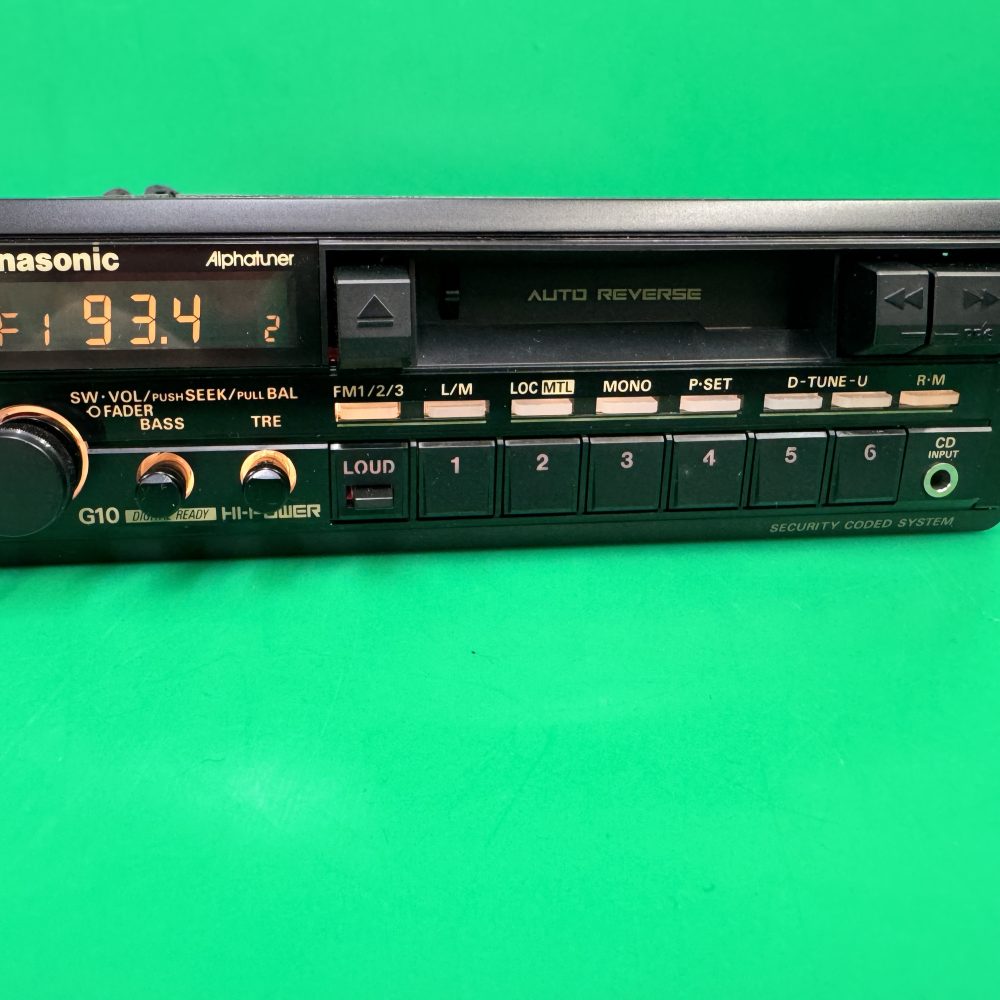 nasonic Alphatuner
F1 93.4 2
AUTO REVERSE
SW·VOL/PUSH SEEK/PULL BAL
FADER
BASS TRE
FM1/2/3 L/M LOC MTL MONO P·SET D-TUNE-U R·M
LOUD 1 2 3 4 5 6
CD
INPUT
G10 DIGITAL READY HI-POWER
SECURITY CODED SYSTEM